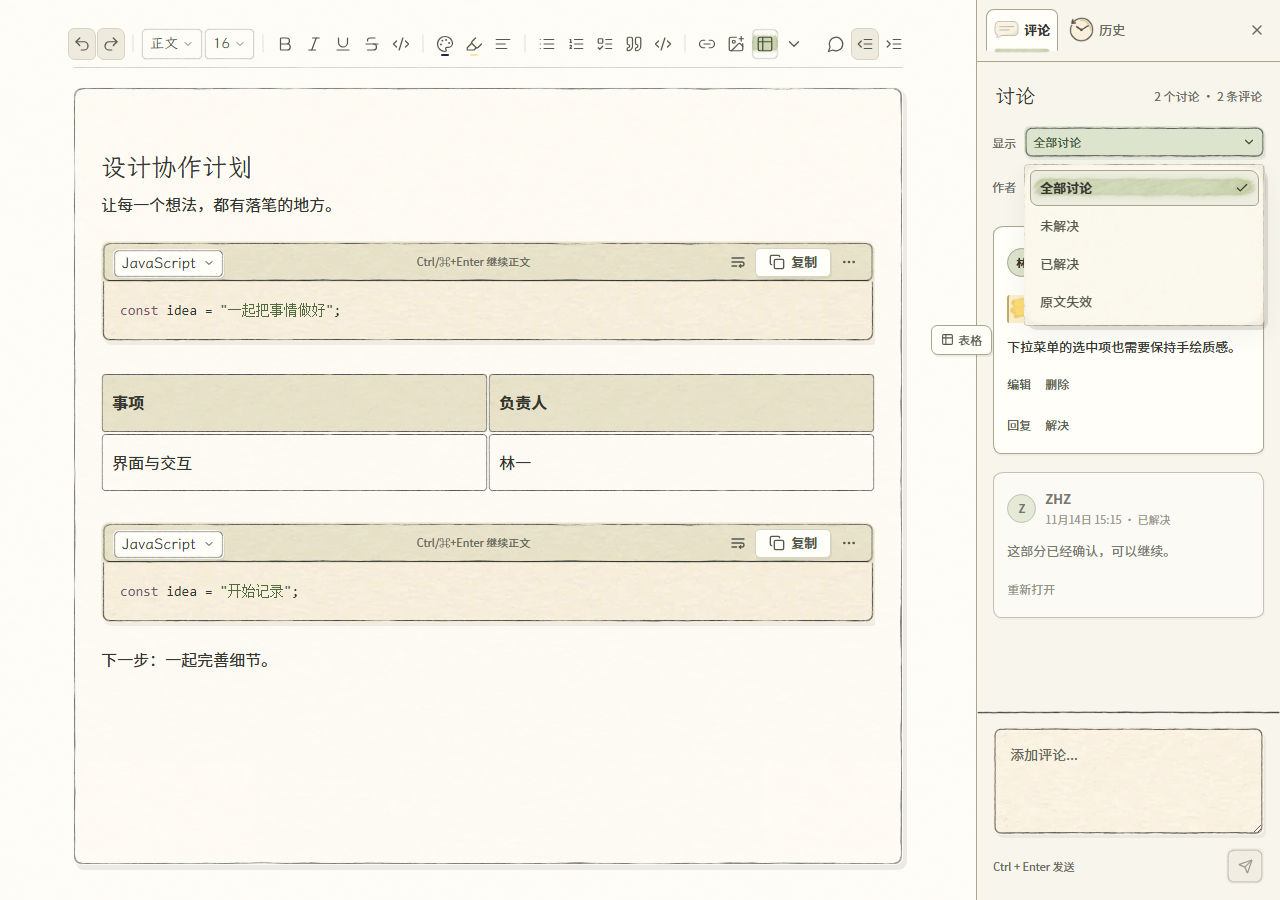 正文
16
评论
历史
讨论
2 个讨论 · 2 条评论
显示
全部讨论
作者
全部讨论
未解决
已解决
原文失效
设计协作计划
让每一个想法，都有落笔的地方。
JavaScript
Ctrl/⌘+Enter 继续正文
复制
const idea = "一起把事情做好";
表格
事项
负责人
界面与交互
林一
JavaScript
Ctrl/⌘+Enter 继续正文
复制
const idea = "开始记录";
下一步：一起完善细节。
下拉菜单的选中项也需要保持手绘质感。
编辑 删除
回复 解决
Z
ZHZ
11月14日 15:15 · 已解决
这部分已经确认，可以继续。
重新打开
添加评论...
Ctrl + Enter 发送